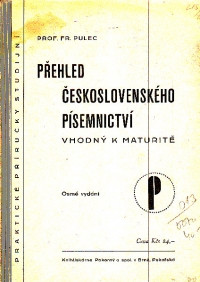 PROF. FR. PULEC
PŘEHLED
ČESKOSLOVENSKÉHO
PÍSEMNICTVÍ
VHODNÝ K MATURITĚ
PRAKTICKÉ PŘÍRUČKY STUDIJNÍ
Osmé vydání
P
Cena Kčs 24,—
Knihtiskárna Pokorný a spol. v Brně